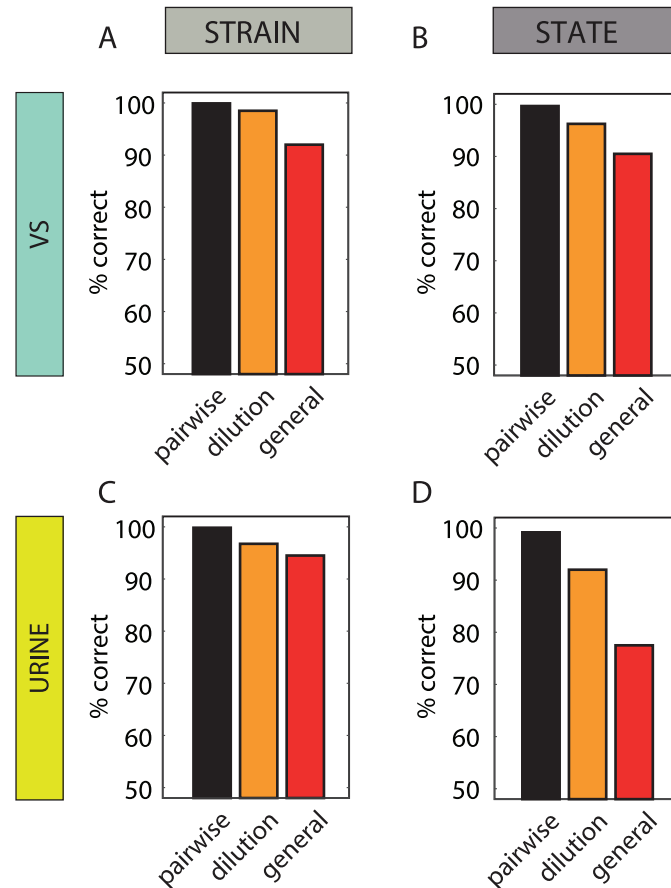 A
STRAIN
B
STATE
VS
% correct
100
90
80
70
60
50
pairwise
dilution
general
% correct
100
90
80
70
60
50
pairwise
dilution
general
C
D
URINE
% correct
100
90
80
70
60
50
pairwise
dilution
general
% correct
100
90
80
70
60
50
pairwise
dilution
general